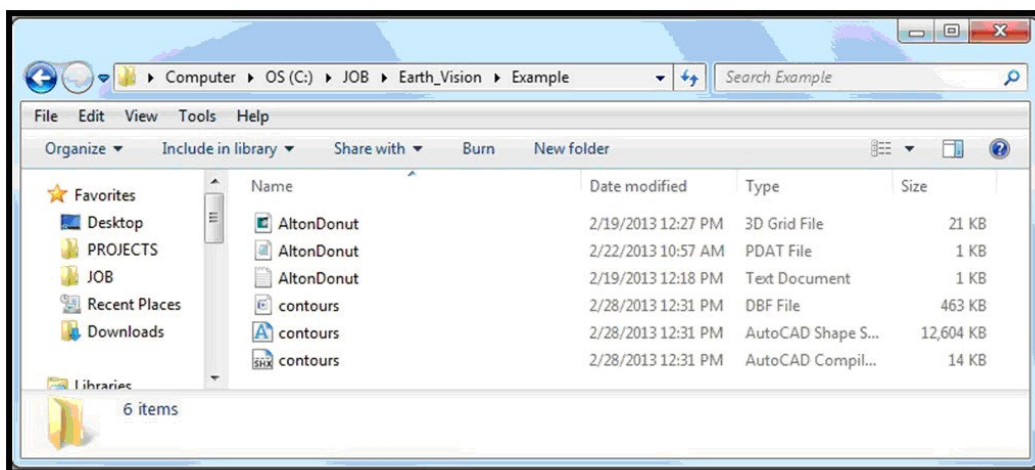 Computer OS (C:) JOB Earth_Vision Example Search Example
File Edit View Tools Help
Organize Include in library Share with Burn New folder
Favorites
Desktop
PROJECTS
JOB
Recent Places
Downloads
Libraries
Name Date modified Type Size
AltonDonut 2/19/2013 12:27 PM 3D Grid File 21 KB
AltonDonut 2/22/2013 10:57 AM PDAT File 1 KB
AltonDonut 2/19/2013 12:18 PM Text Document 1 KB
contours 2/28/2013 12:31 PM DBF File 463 KB
contours 2/28/2013 12:31 PM AutoCAD Shape S... 12,604 KB
SHX contours 2/28/2013 12:31 PM AutoCAD Compil... 14 KB
6 items